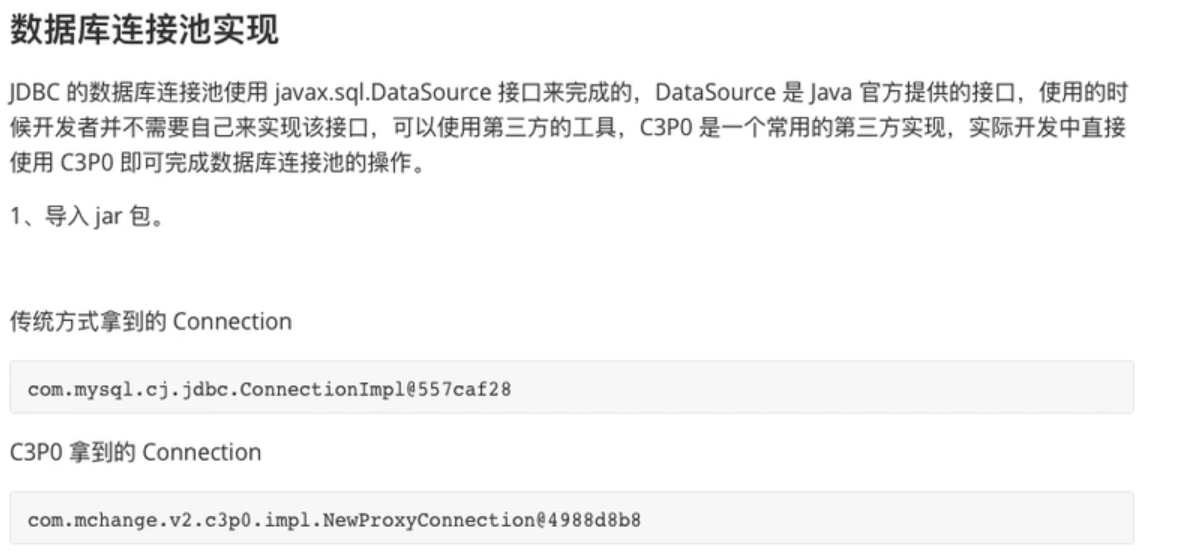 数据库连接池实现
JDBC 的数据库连接池使用 javax.sql.DataSource 接口来完成的，DataSource 是 Java 官方提供的接口，使用的时
候开发者并不需要自己来实现该接口，可以使用第三方的工具，C3P0 是一个常用的第三方实现，实际开发中直接
使用 C3P0 即可完成数据库连接池的操作。
1、导入 jar 包。
传统方式拿到的 Connection
com.mysql.cj.jdbc.ConnectionImpl@557caf28
C3P0 拿到的 Connection
com.mchange.v2.c3p0.impl.NewProxyConnection@4988d8b8